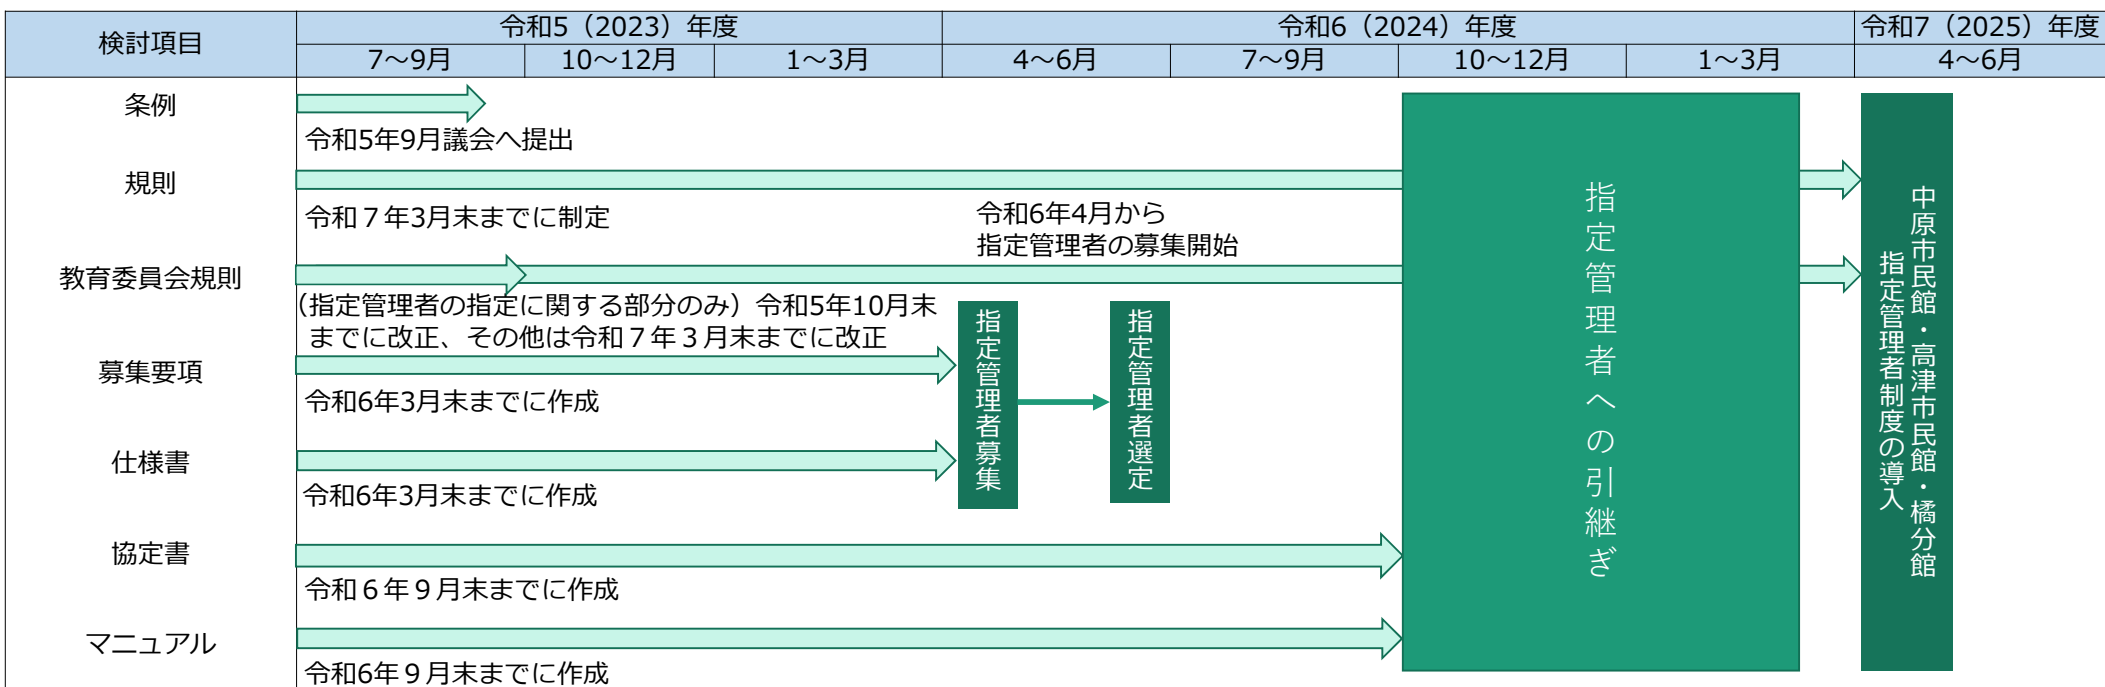 検討項目
令和5（2023）年度
令和6（2024）年度
令和7（2025）年度
7～9月
10～12月
1～3月
4～6月
7～9月
10～12月
1～3月
4～6月
条例
令和5年9月議会へ提出
規則
令和７年3月末までに制定
令和6年4月から
指定管理者の募集開始
教育委員会規則
（指定管理者の指定に関する部分のみ）令和5年10月末
までに改正、その他は令和７年３月末までに改正
募集要項
令和6年3月末までに作成
仕様書
令和6年3月末までに作成
協定書
令和６年９月末までに作成
マニュアル
令和6年９月末までに作成
指定管理者募集
指定管理者選定
指定管理者への引継ぎ
中原市民館・高津市民館・橘分館
指定管理者制度の導入